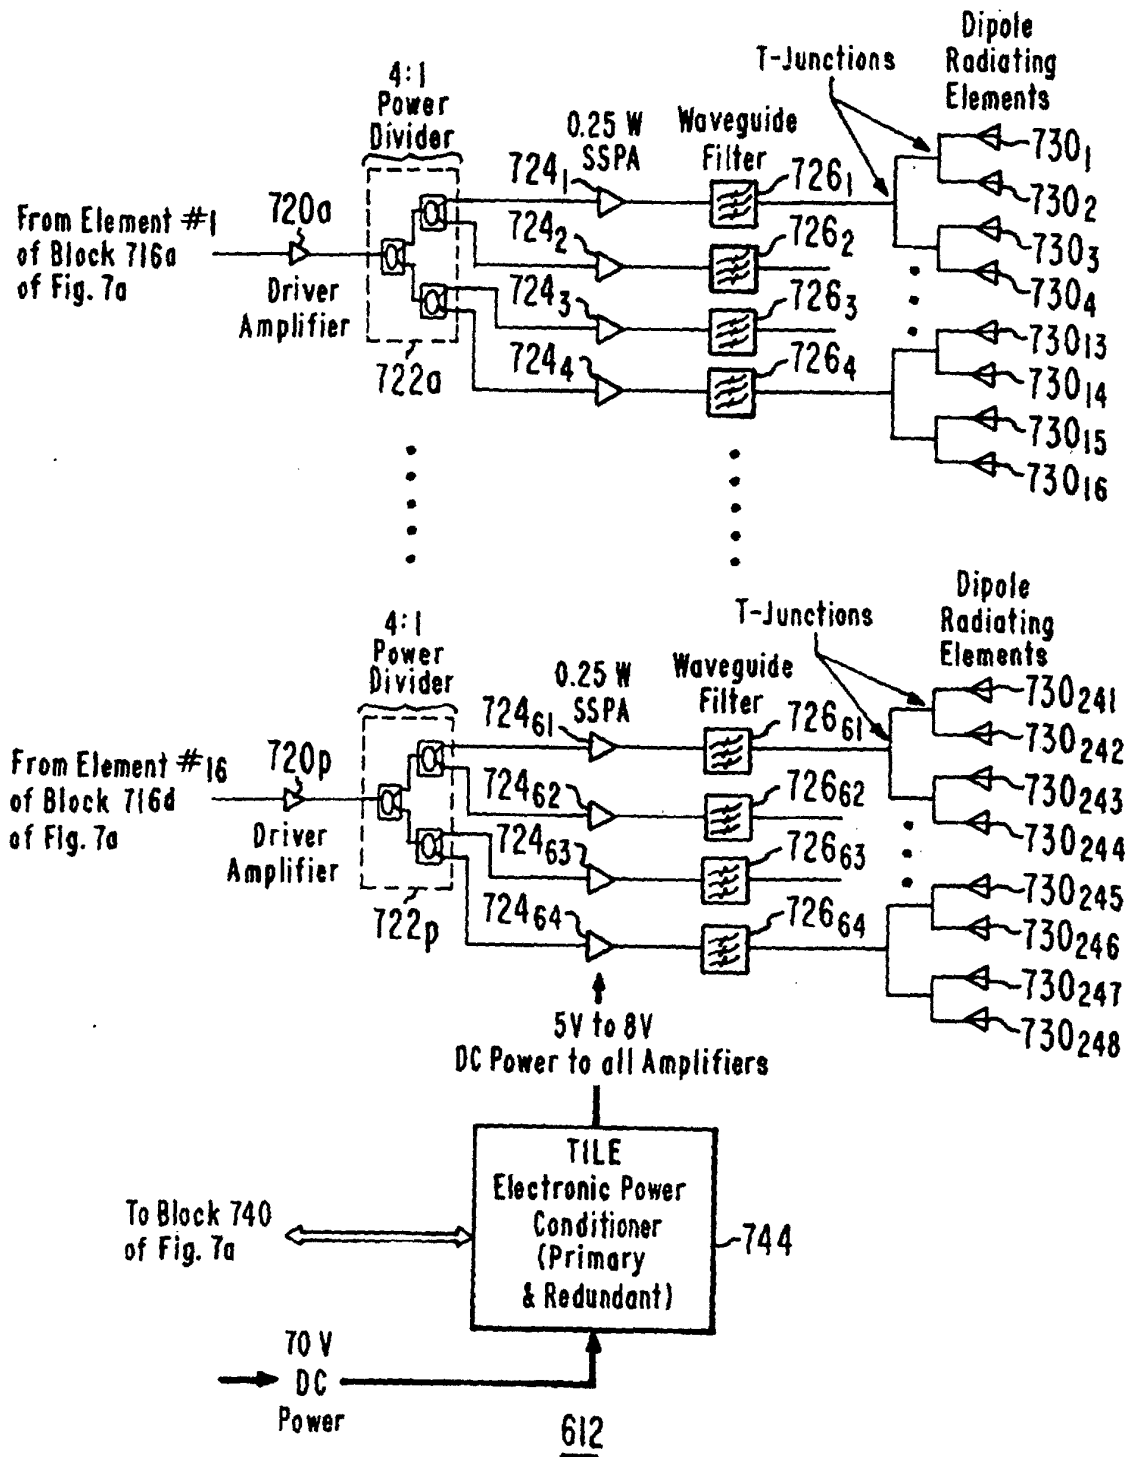 Dipole
Radiating
Elements
T-Junctions
4:1
Power
Divider
0.25 W
SSPA
Waveguide
Filter
724₁
726₁
730₁
730₂
From Element #1
of Block 716a
of Fig. 7a
720a
Driver
Amplifier
724₂
726₂
730₃
730₄
724₃
726₃
730₁₃
724₄
726₄
730₁₄
722a
730₁₅
730₁₆
Dipole
Radiating
Elements
T-Junctions
4:1
Power
Divider
0.25 W
SSPA
Waveguide
Filter
724₆₁
726₆₁
730₂₄₁
730₂₄₂
From Element #16
of Block 716d
of Fig. 7a
720p
Driver
Amplifier
724₆₂
726₆₂
730₂₄₃
730₂₄₄
724₆₃
726₆₃
730₂₄₅
724₆₄
726₆₄
730₂₄₆
722p
730₂₄₇
730₂₄₈
5V to 8V
DC Power to all Amplifiers
TILE
Electronic Power
Conditioner
(Primary
& Redundant)
744
To Block 740
of Fig. 7a
70 V
DC
Power
612